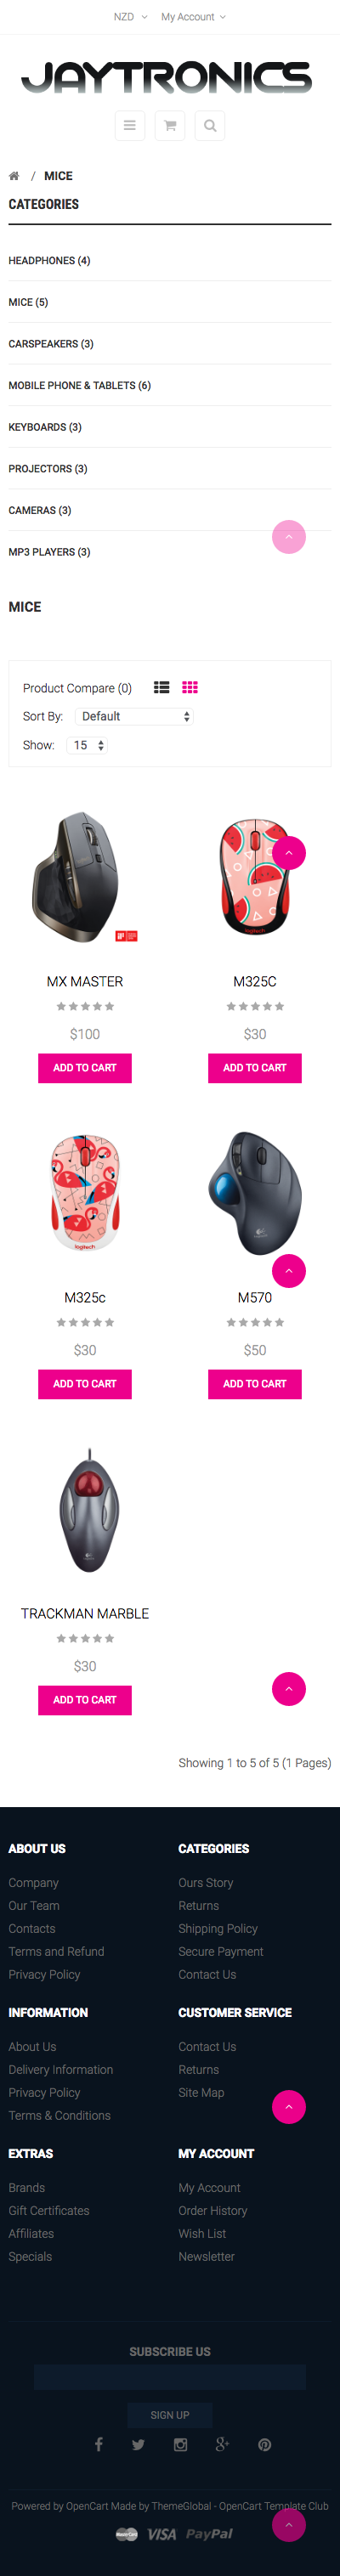 NZD My Account
JAYTRONICS
/ MICE
CATEGORIES
HEADPHONES (4)
MICE (5)
CARSPEAKERS (3)
MOBILE PHONE & TABLETS (6)
KEYBOARDS (3)
PROJECTORS (3)
CAMERAS (3)
MP3 PLAYERS (3)
MICE
Product Compare (0)
Sort By: Default
Show: 15
MX MASTER M325C
$100 $30
ADD TO CART ADD TO CART
logitech
M325c M570
$30 $50
ADD TO CART ADD TO CART
TRACKMAN MARBLE
$30
ADD TO CART
Showing 1 to 5 of 5 (1 Pages)
ABOUT US CATEGORIES
Company Ours Story
Our Team Returns
Contacts Shipping Policy
Terms and Refund Secure Payment
Privacy Policy Contact Us
INFORMATION CUSTOMER SERVICE
About Us Contact Us
Delivery Information Returns
Privacy Policy Site Map
Terms & Conditions
EXTRAS MY ACCOUNT
Brands My Account
Gift Certificates Order History
Affiliates Wish List
Specials Newsletter
SUBSCRIBE US
SIGN UP
Powered by OpenCart Made by ThemeGlobal - OpenCart Template Club
MasterCard VISA PayPal